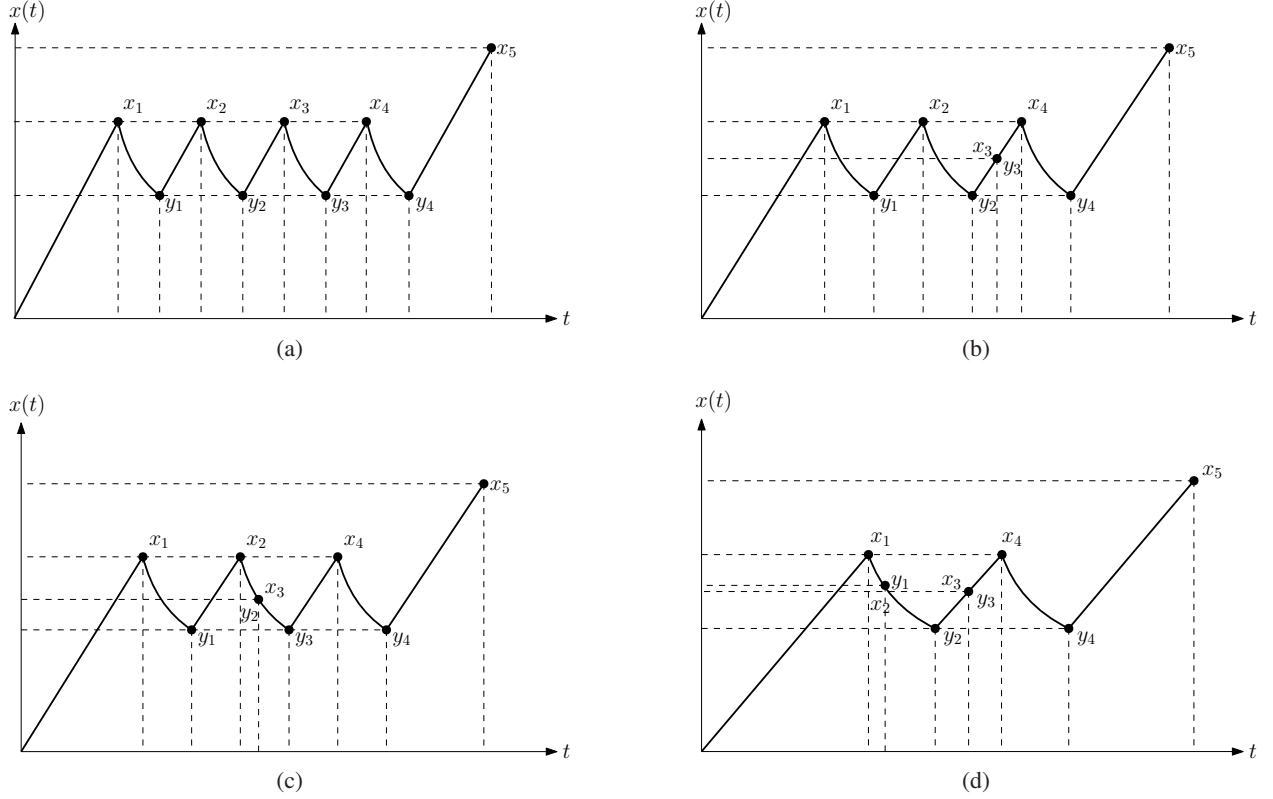 x(t)
x₅
x₁ x₂ x₃ x₄
y₁ y₂ y₃ y₄
t
(a)
x(t)
x₅
x₁ x₂ x₄
x₃
y₃
y₁ y₂ y₄
t
(b)
x(t)
x₅
x₁ x₂ x₄
x₃
y₂
y₁ y₃ y₄
t
(c)
x(t)
x₅
x₁ x₄
y₁ x₃
x₂ y₃
y₂ y₄
t
(d)